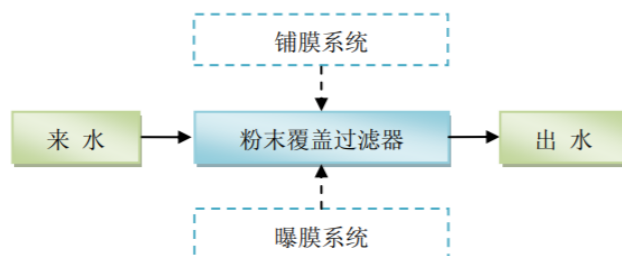 铺膜系统
来 水
粉末覆盖过滤器
出 水
曝膜系统